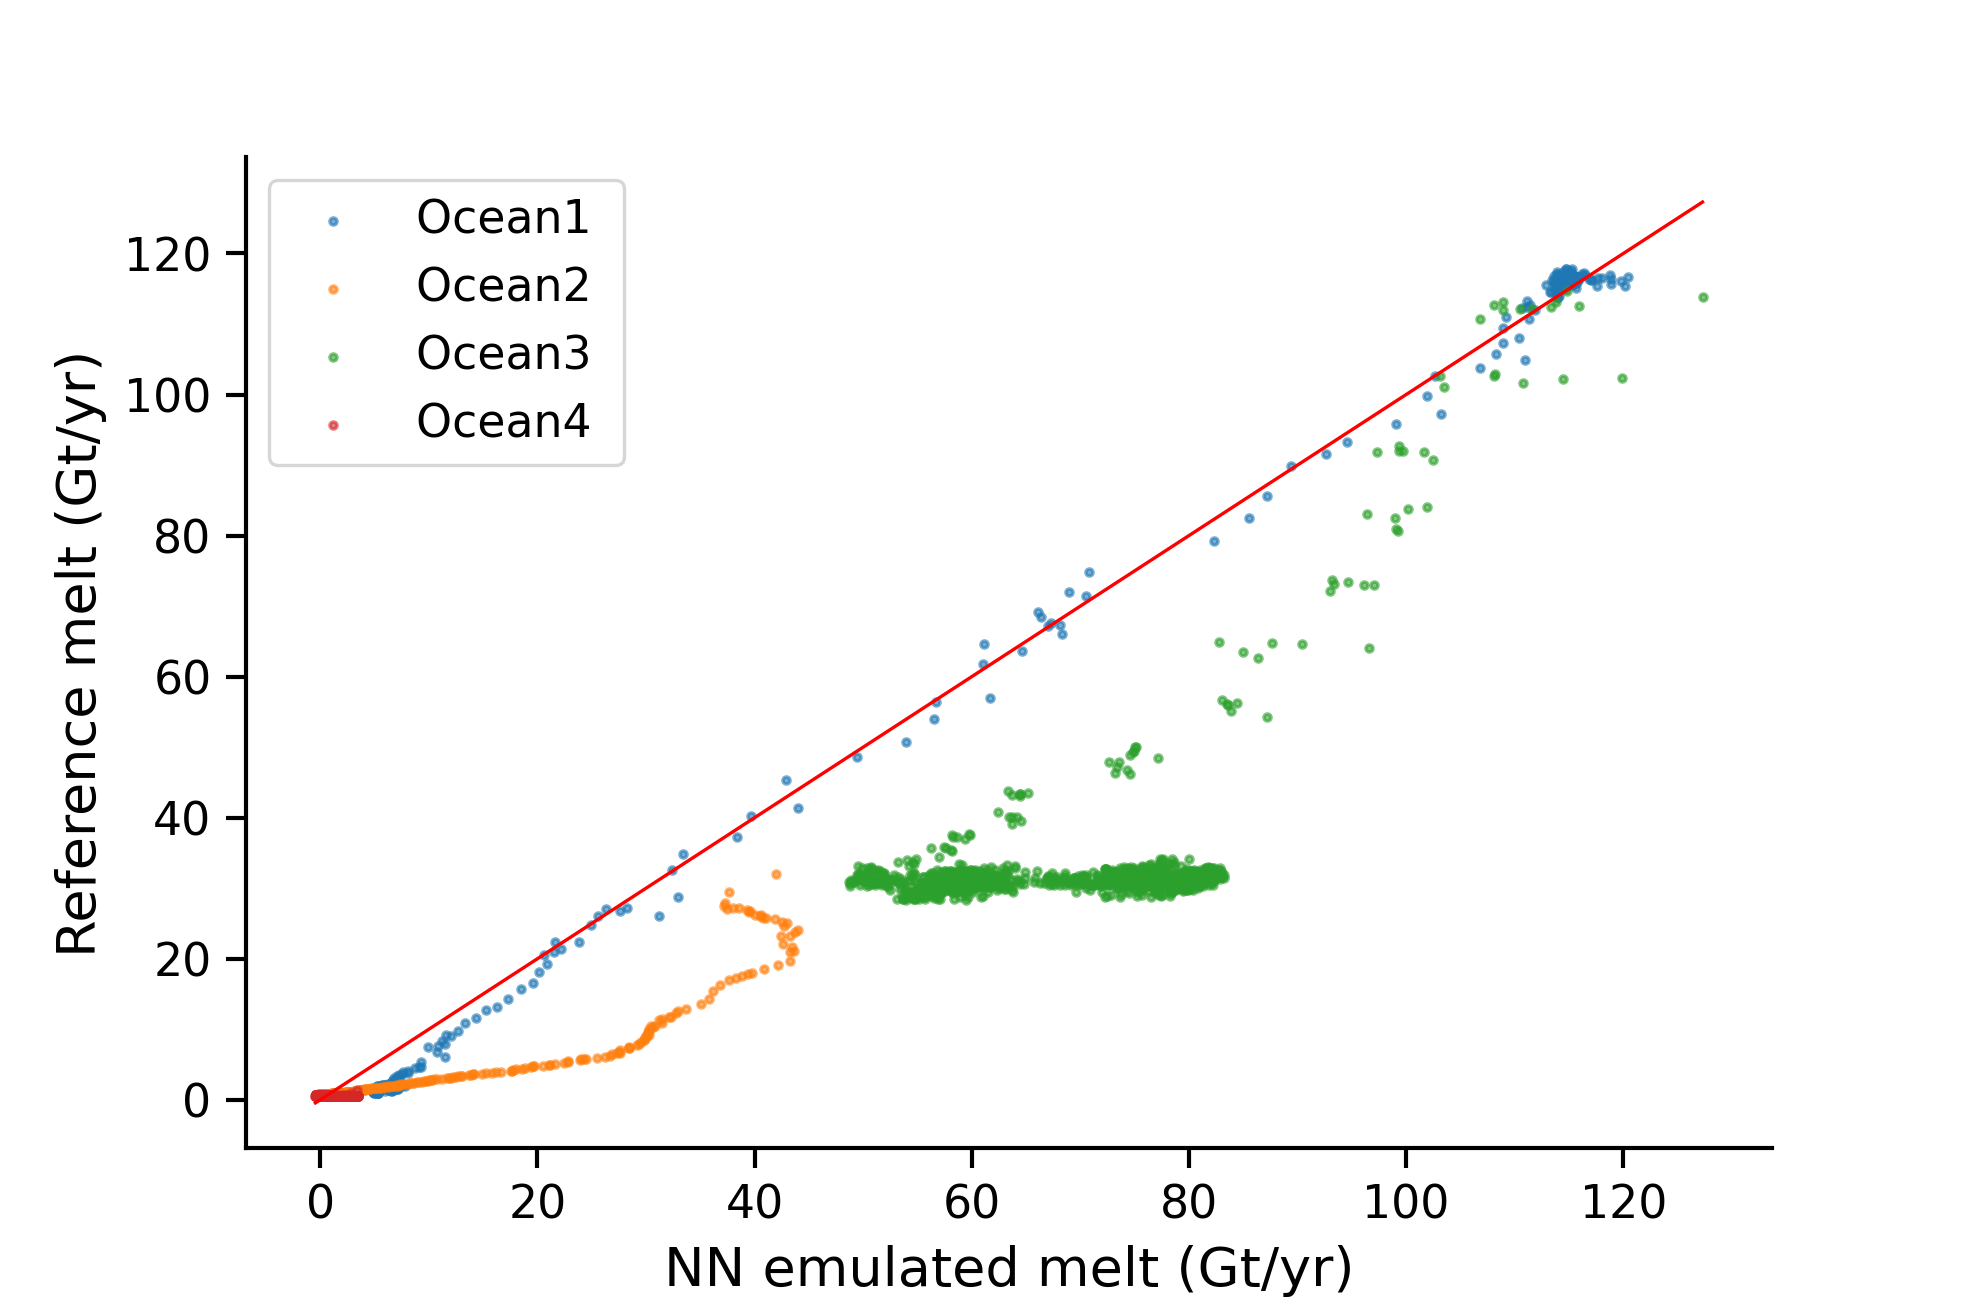 Ocean1
Ocean2
Ocean3
Ocean4
Reference melt (Gt/yr)
120
100
80
60
40
20
0
0 20 40 60 80 100 120
NN emulated melt (Gt/yr)